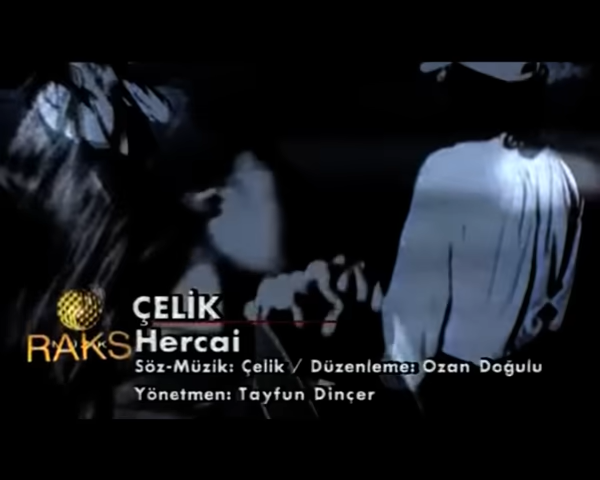 ÇELİK
RAKS
Hercai
Söz-Müzik: Çelik / Düzenleme: Ozan Doğulu
Yönetmen: Tayfun Dinçer